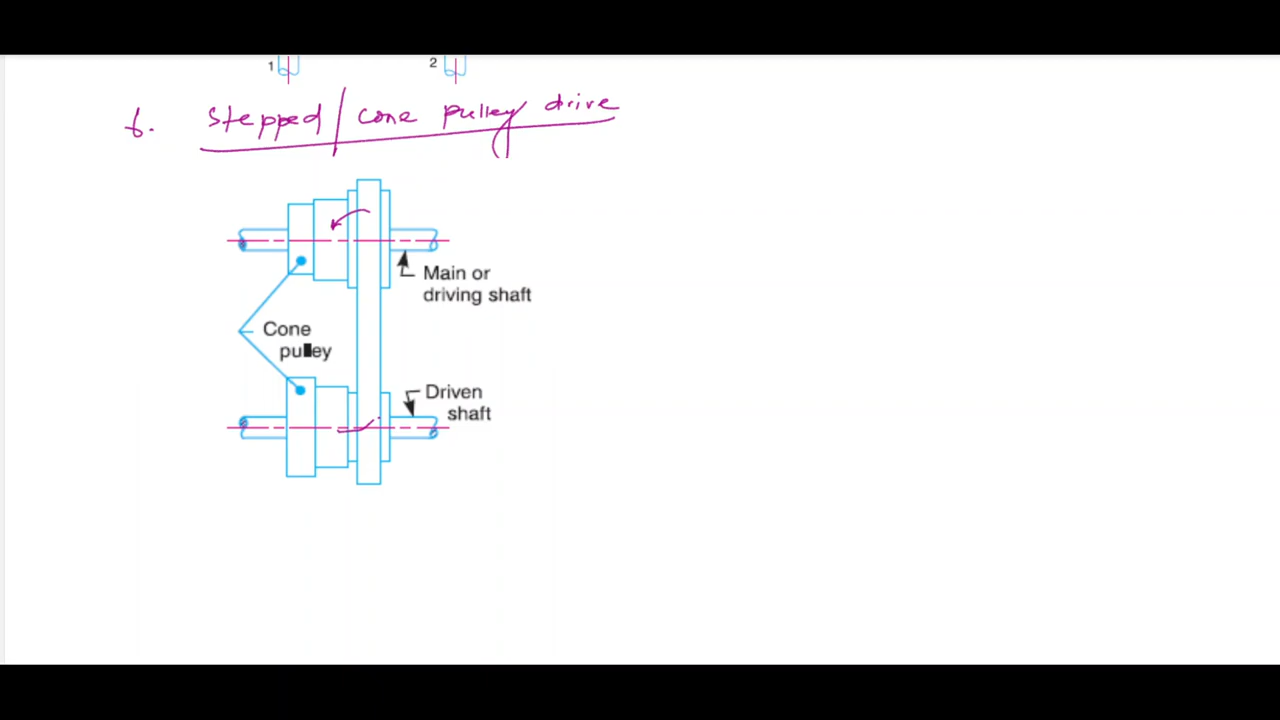 1 2
6. Stepped/cone pulley drive
Main or
driving shaft
Cone
pulley
Driven
shaft